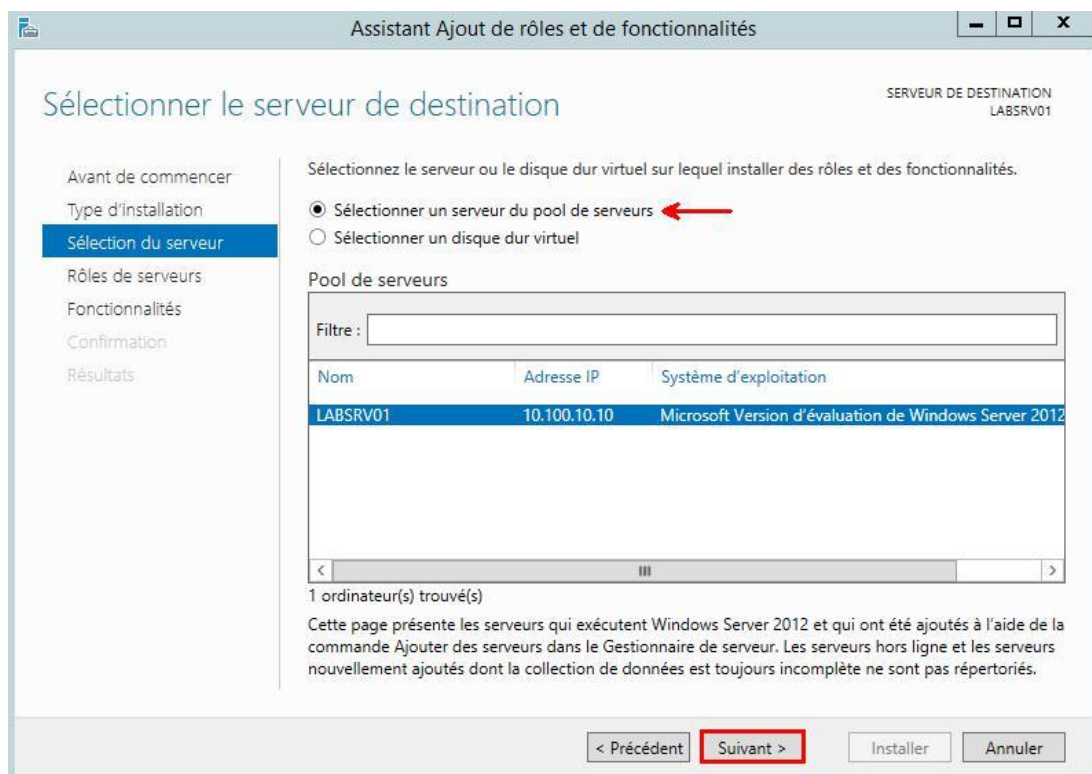 Assistant Ajout de rôles et de fonctionnalités
Sélectionner le serveur de destination
SERVEUR DE DESTINATION
LABSRV01
Avant de commencer
Type d'installation
Sélection du serveur
Rôles de serveurs
Fonctionnalités
Confirmation
Résultats
Sélectionnez le serveur ou le disque dur virtuel sur lequel installer des rôles et des fonctionnalités.
Sélectionner un serveur du pool de serveurs
Sélectionner un disque dur virtuel
Pool de serveurs
Filtre :
Nom Adresse IP Système d'exploitation
LABSRV01 10.100.10.10 Microsoft Version d'évaluation de Windows Server 2012
1 ordinateur(s) trouvé(s)
Cette page présente les serveurs qui exécutent Windows Server 2012 et qui ont été ajoutés à l'aide de la
commande Ajouter des serveurs dans le Gestionnaire de serveur. Les serveurs hors ligne et les serveurs
nouvellement ajoutés dont la collection de données est toujours incomplète ne sont pas répertoriés.
< Précédent Suivant > Installer Annuler